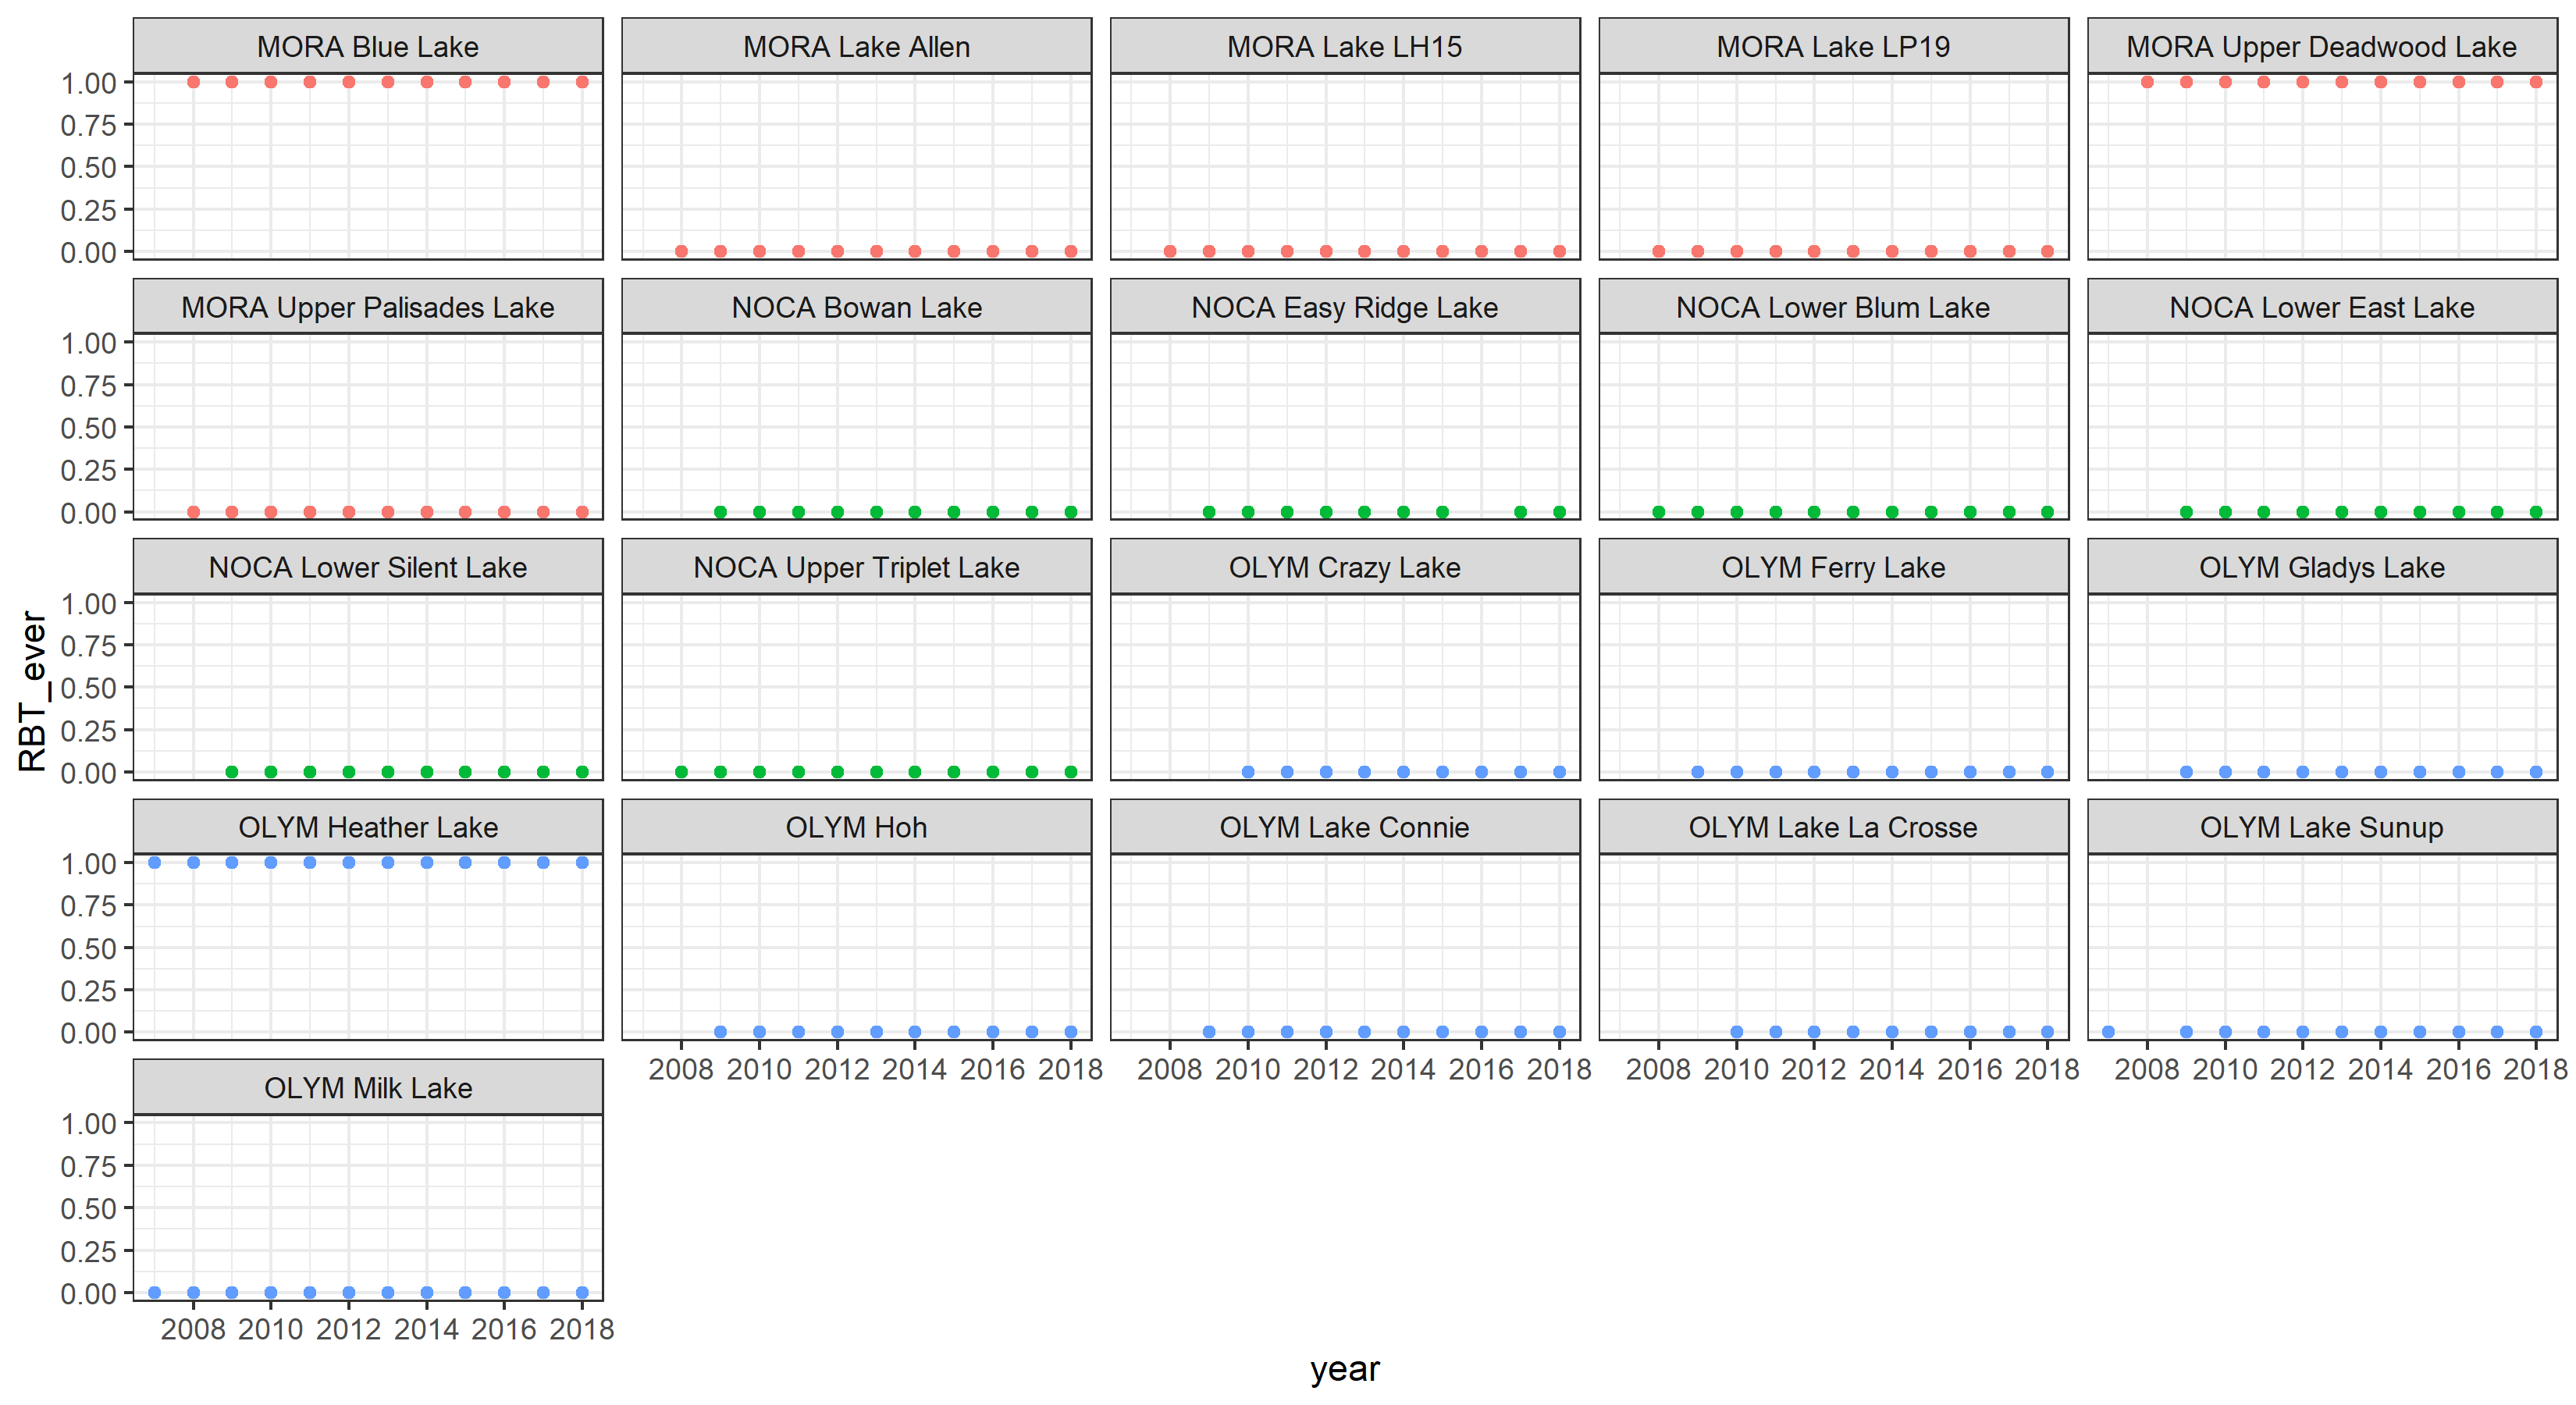 MORA Blue Lake MORA Lake Allen MORA Lake LH15 MORA Lake LP19 MORA Upper Deadwood Lake
1.00
0.75
0.50
0.25
0.00
MORA Upper Palisades Lake NOCA Bowan Lake NOCA Easy Ridge Lake NOCA Lower Blum Lake NOCA Lower East Lake
1.00
0.75
0.50
0.25
0.00
NOCA Lower Silent Lake NOCA Upper Triplet Lake OLYM Crazy Lake OLYM Ferry Lake OLYM Gladys Lake
1.00
0.75
0.50
0.25
0.00
RBT_ever
OLYM Heather Lake OLYM Hoh OLYM Lake Connie OLYM Lake La Crosse OLYM Lake Sunup
1.00
0.75
0.50
0.25
0.00
2008 2010 2012 2014 2016 2018 2008 2010 2012 2014 2016 2018 2008 2010 2012 2014 2016 2018 2008 2010 2012 2014 2016 2018
OLYM Milk Lake
1.00
0.75
0.50
0.25
0.00
2008 2010 2012 2014 2016 2018
year